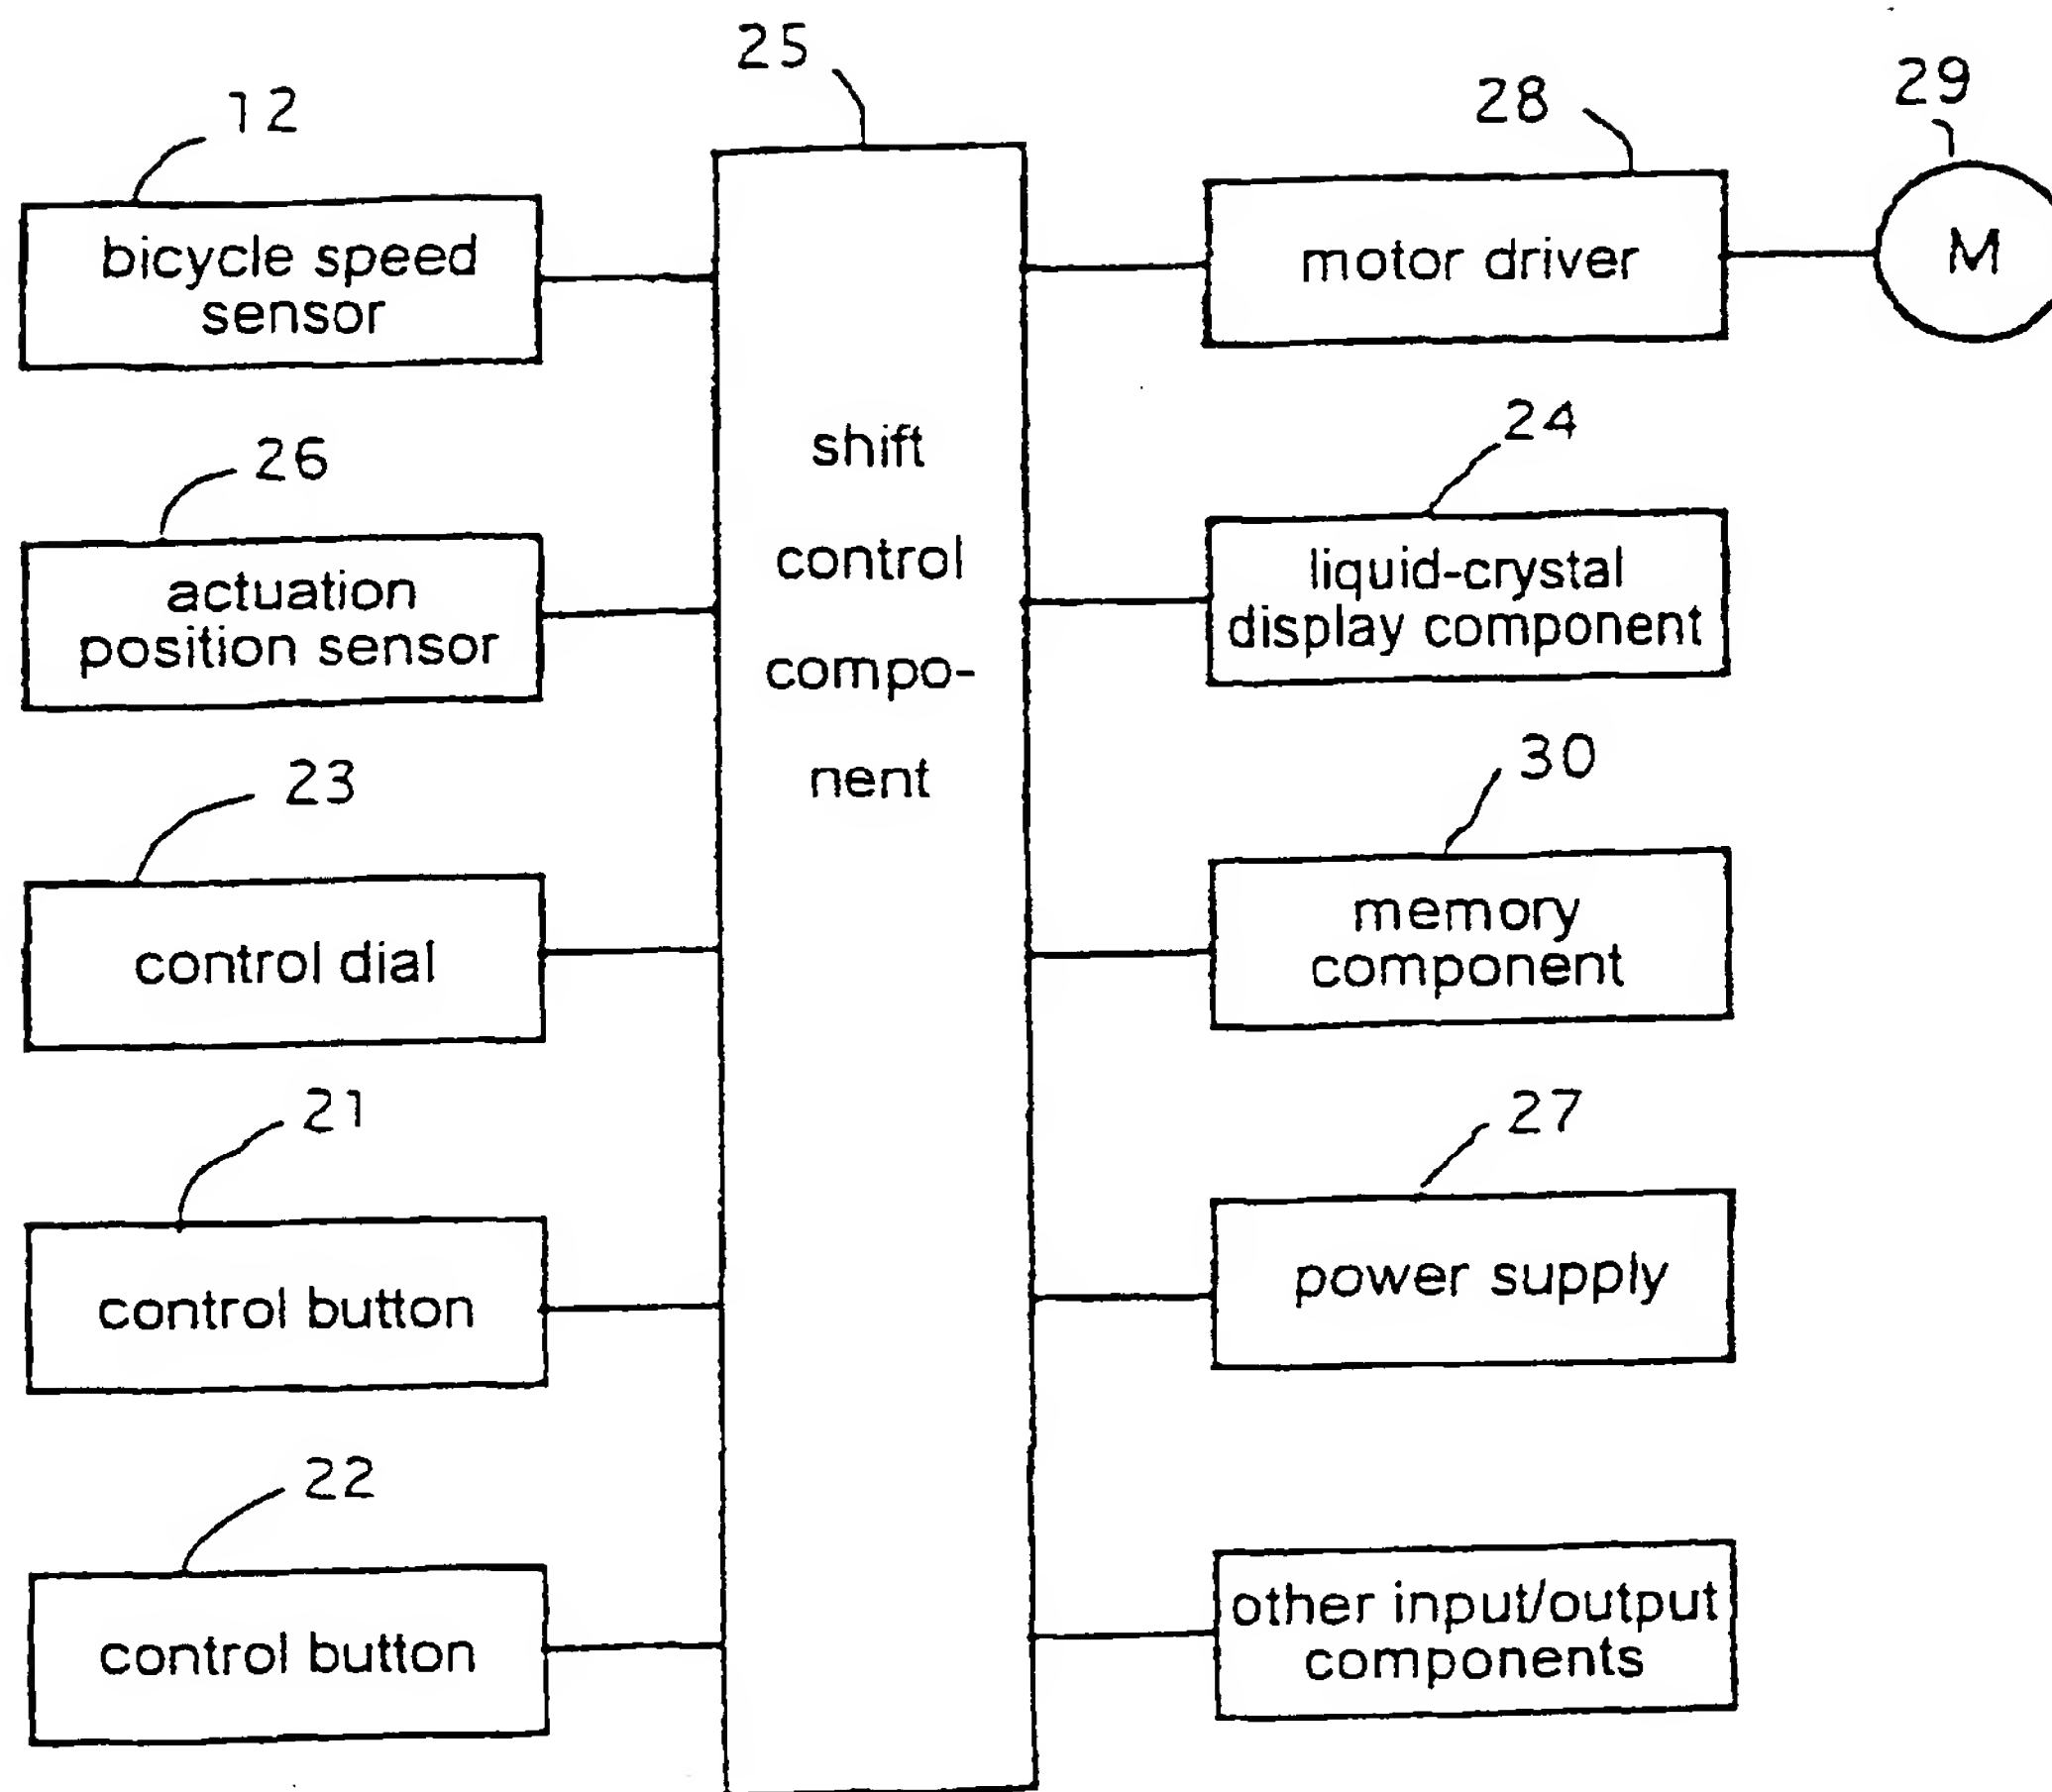 25
12
28
29
bicycle speed
sensor
motor driver
M
26
24
actuation
position sensor
shift
control
compo-
nent
liquid-crystal
display component
23
30
control dial
memory
component
21
27
control button
power supply
22
control button
other input/output
components